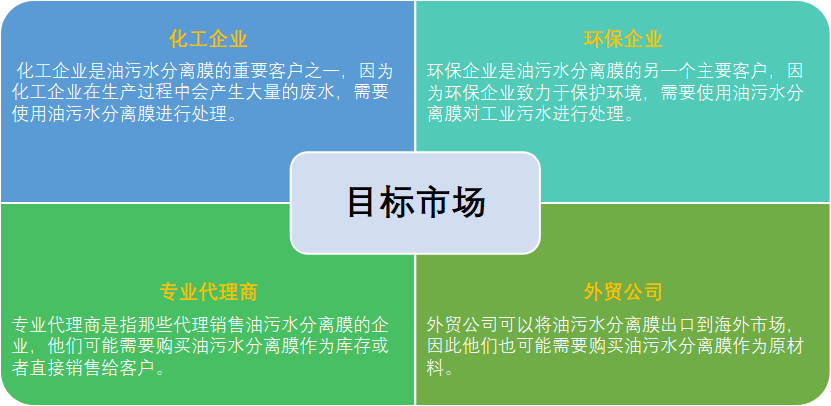 化工企业
化工企业是油污水分离膜的重要客户之一，因为
化工企业在生产过程中会产生大量的废水，需要
使用油污水分离膜进行处理。
环保企业
环保企业是油污水分离膜的另一个主要客户，因
为环保企业致力于保护环境，需要使用油污水分
离膜对工业污水进行处理。
目标市场
专业代理商
专业代理商是指那些代理销售油污水分离膜的企
业，他们可能需要购买油污水分离膜作为库存或
者直接销售给客户。
外贸公司
外贸公司可以将油污水分离膜出口到海外市场，
因此他们也可能需要购买油污水分离膜作为原材
料。